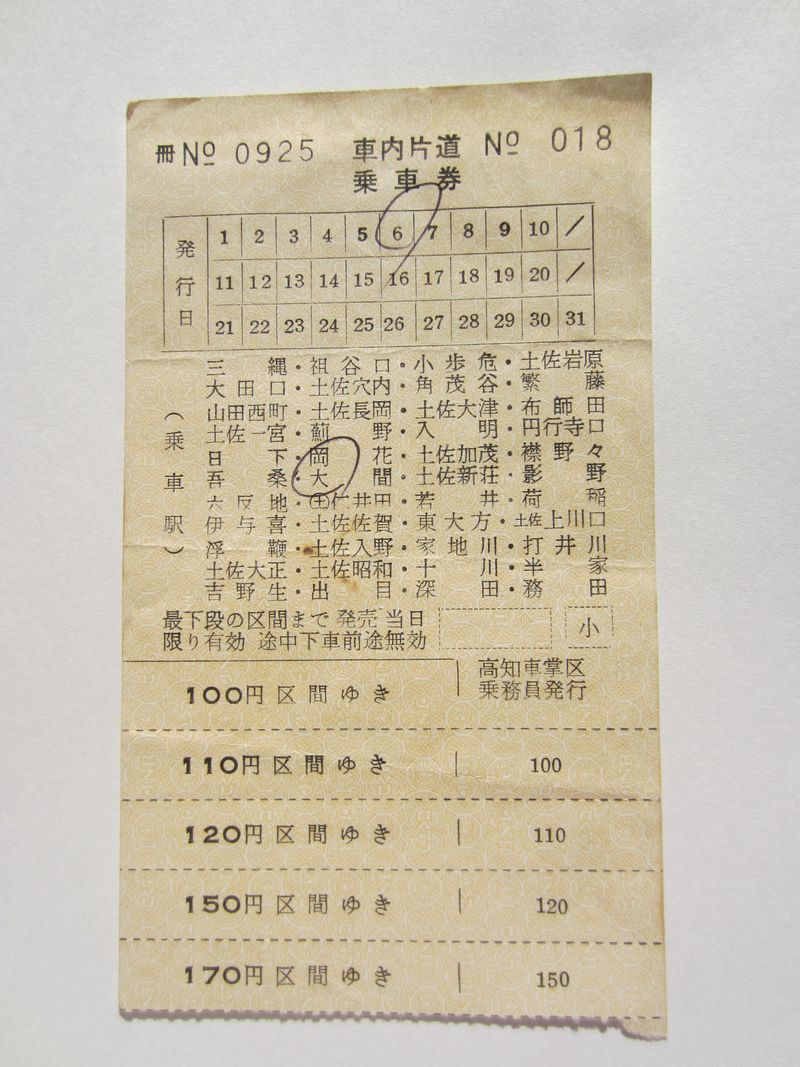 冊 No 0925 車内片道 No 018
乗車券
発行日
1 2 3 4 5 6 7 8 9 10 /
11 12 13 14 15 16 17 18 19 20 /
21 22 23 24 25 26 27 28 29 30 31
(乗車駅)
三縄・祖谷口・小歩危・土佐岩原
大田口・土佐穴内・角茂谷・繁藤
山田西町・土佐長岡・土佐大津・布師田
土佐一宮・薊野・入明・円行寺口
日下・岡花・土佐加茂・襟野々
吾桑・大間・土佐新荘・影野
六反地・仁井田・若井・荷稲
伊与喜・土佐佐賀・東大方・土佐上川口
浮鞭・土佐入野・家地川・打井川
土佐大正・土佐昭和・十川・半家
吉野生・出目・深田・務田
最下段の区間まで 発売当日
限り有効 途中下車前途無効
小
高知車掌区
乗務員発行
100円区間ゆき
110円区間ゆき 100
120円区間ゆき 110
150円区間ゆき 120
170円区間ゆき 150